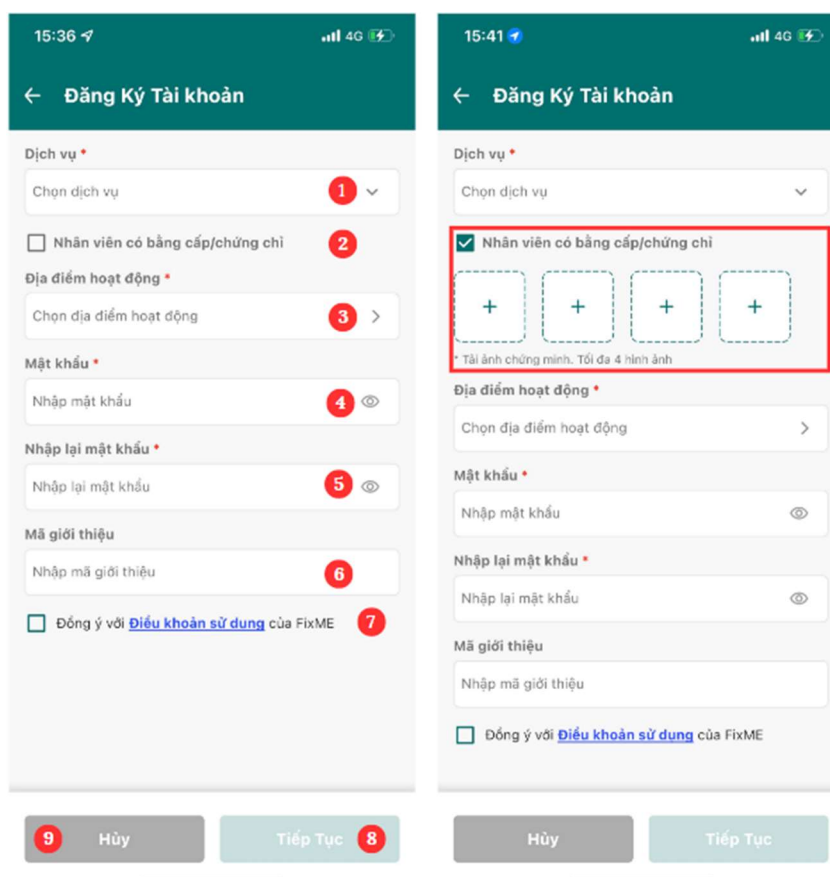 15:36
4G
Đăng Ký Tài khoản
Dịch vụ *
Chọn dịch vụ
1
Nhân viên có bằng cấp/chứng chỉ
2
Địa điểm hoạt động *
Chọn địa điểm hoạt động
3
Mật khẩu *
Nhập mật khẩu
4
Nhập lại mật khẩu *
Nhập lại mật khẩu
5
Mã giới thiệu
Nhập mã giới thiệu
6
Đồng ý với Điều khoản sử dụng của FixME
7
9
Hủy
Tiếp Tục
8
15:41
4G
Đăng Ký Tài khoản
Dịch vụ *
Chọn dịch vụ
Nhân viên có bằng cấp/chứng chỉ
+ + + +
* Tải ảnh chứng minh. Tối đa 4 hình ảnh
Địa điểm hoạt động *
Chọn địa điểm hoạt động
Mật khẩu *
Nhập mật khẩu
Nhập lại mật khẩu *
Nhập lại mật khẩu
Mã giới thiệu
Nhập mã giới thiệu
Đồng ý với Điều khoản sử dụng của FixME
Hủy
Tiếp Tục